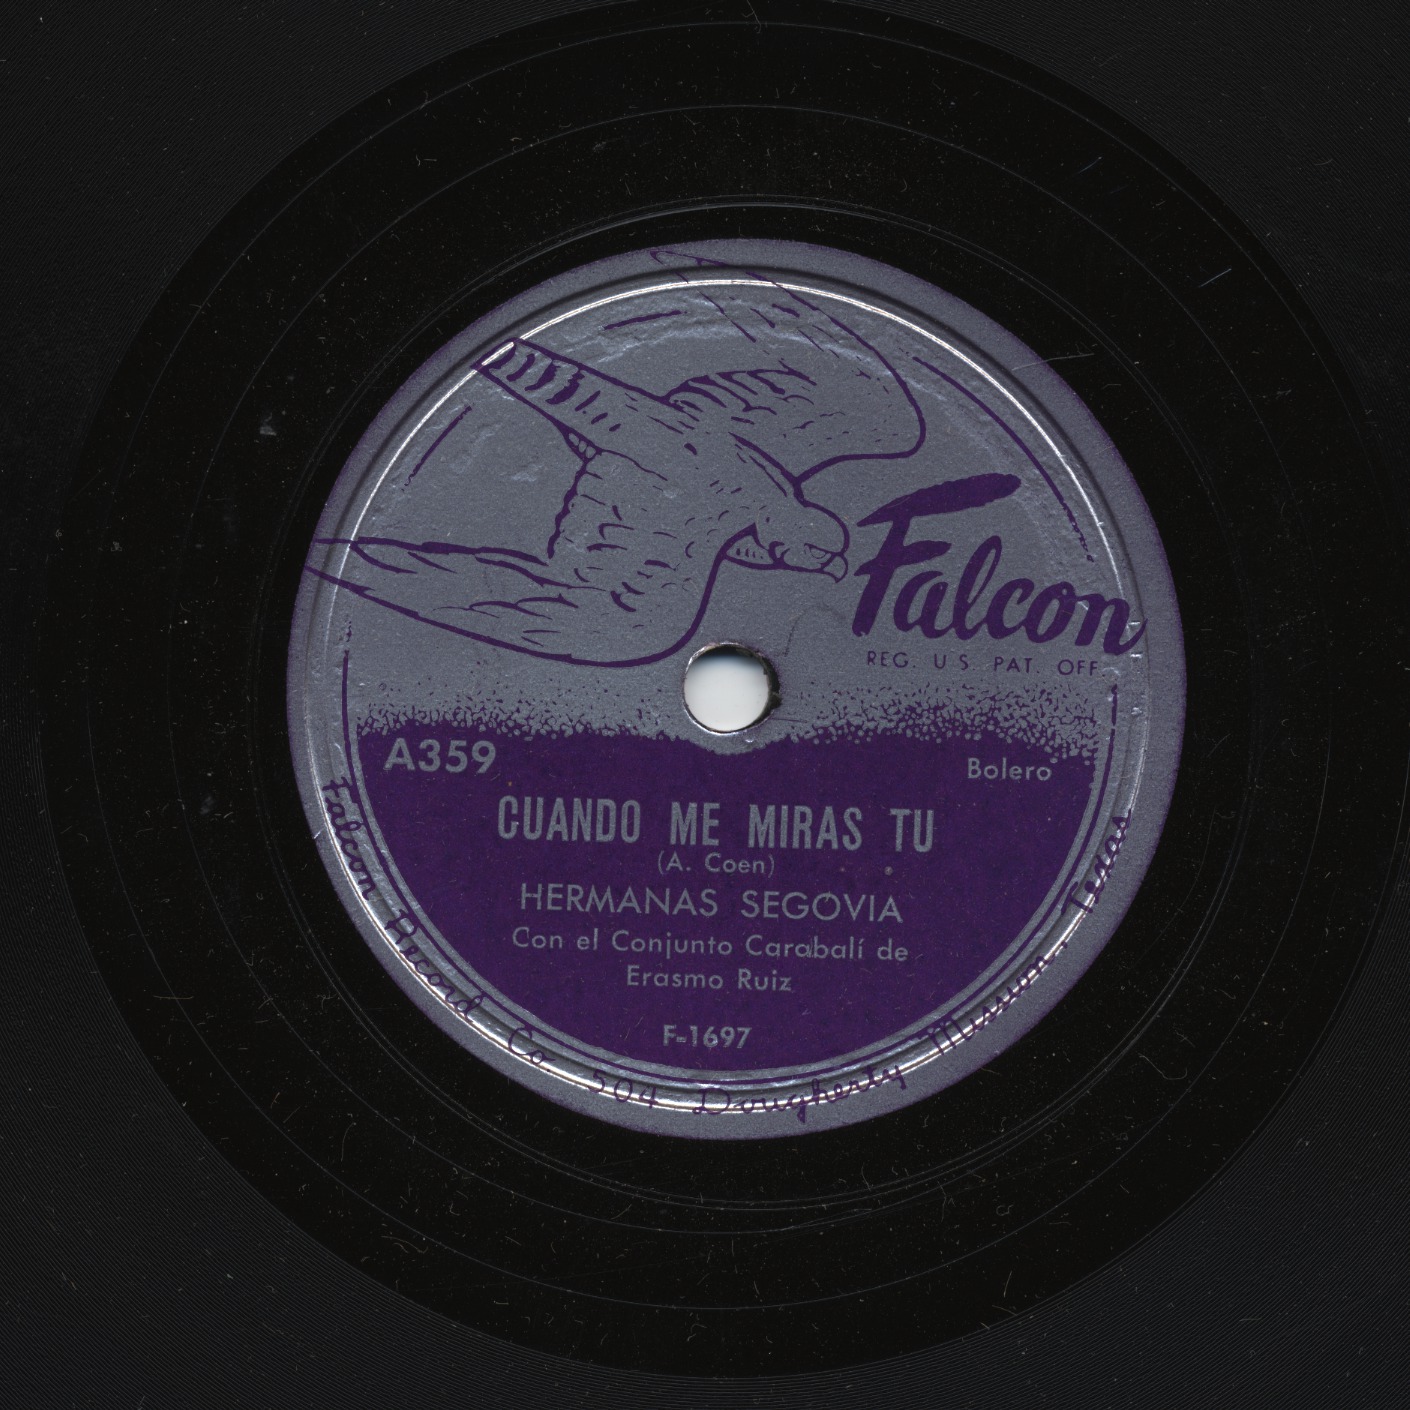 Falcon
REG. U S. PAT. OFF.
A359
Bolero
CUANDO ME MIRAS TU
(A. Coen)
HERMANAS SEGOVIA
Con el Conjunto Carabalí de
Erasmo Ruiz
F-1697
Falcon Record Co 504 Dougherty Mission, Texas